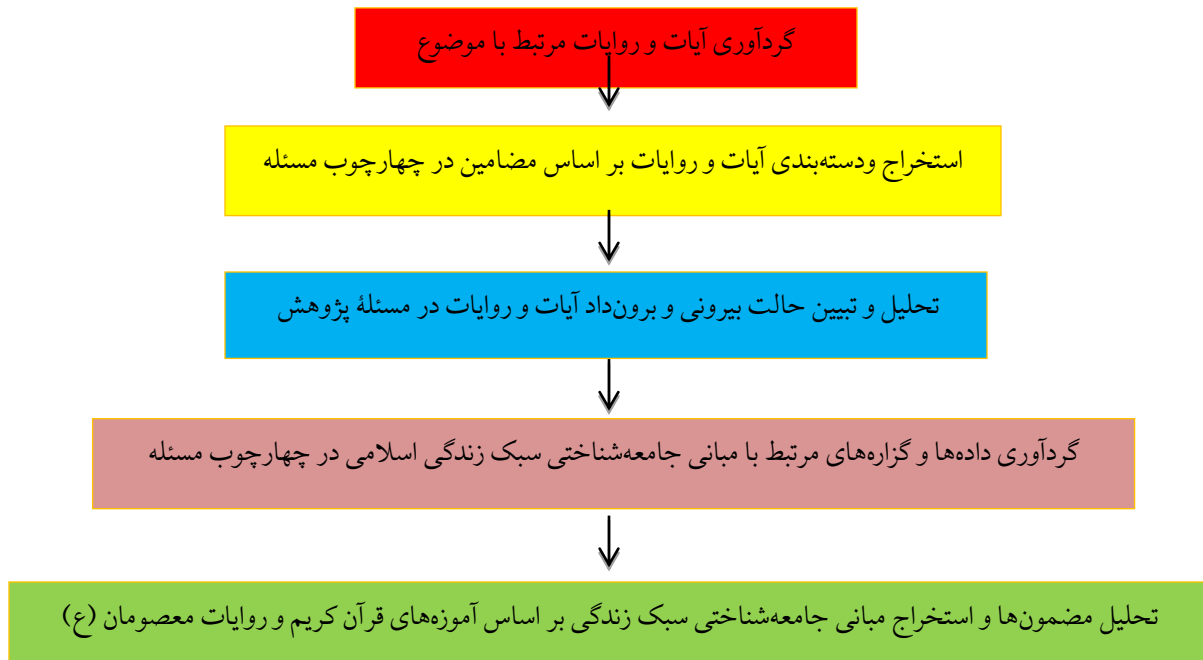 گردآوری آیات و روایات مرتبط با موضوع
استخراج ودسته‌بندی آیات و روایات بر اساس مضامین در چهارچوب مسئله
تحلیل و تبیین حالت بیرونی و برون‌داد آیات و روایات در مسئلۀ پژوهش
گردآوری داده‌ها و گزاره‌های مرتبط با مبانی جامعه‌شناختی سبک زندگی اسلامی در چهارچوب مسئله
تحلیل مضمون‌ها و استخراج مبانی جامعه‌شناختی سبک زندگی بر اساس آموزه‌های قرآن کریم و روایات معصومان (ع)